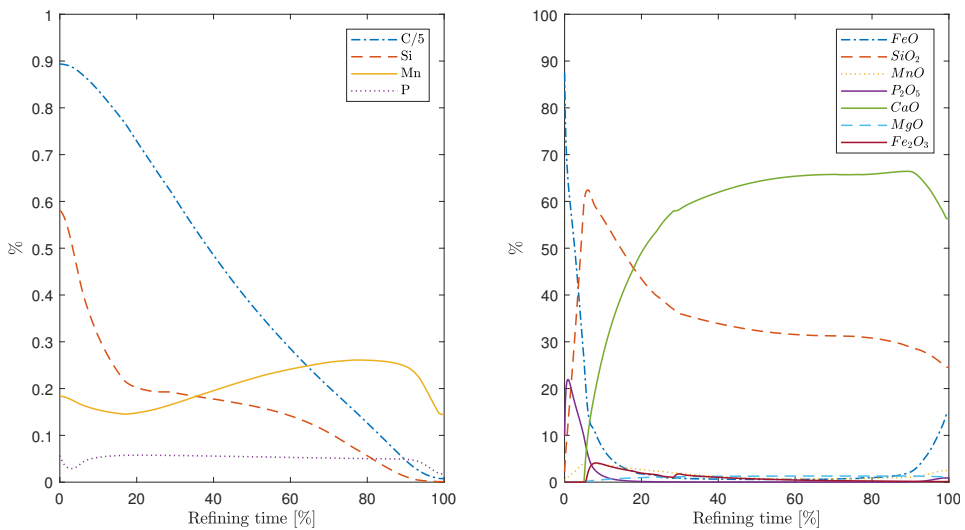 1
0.9
0.8
0.7
0.6
0.5
0.4
0.3
0.2
0.1
0
%
0 20 40 60 80 100
Refining time [%]
C/5
Si
Mn
P
100
90
80
70
60
50
40
30
20
10
0
%
0 20 40 60 80 100
Refining time [%]
FeO
SiO₂
MnO
P₂O₅
CaO
MgO
Fe₂O₃